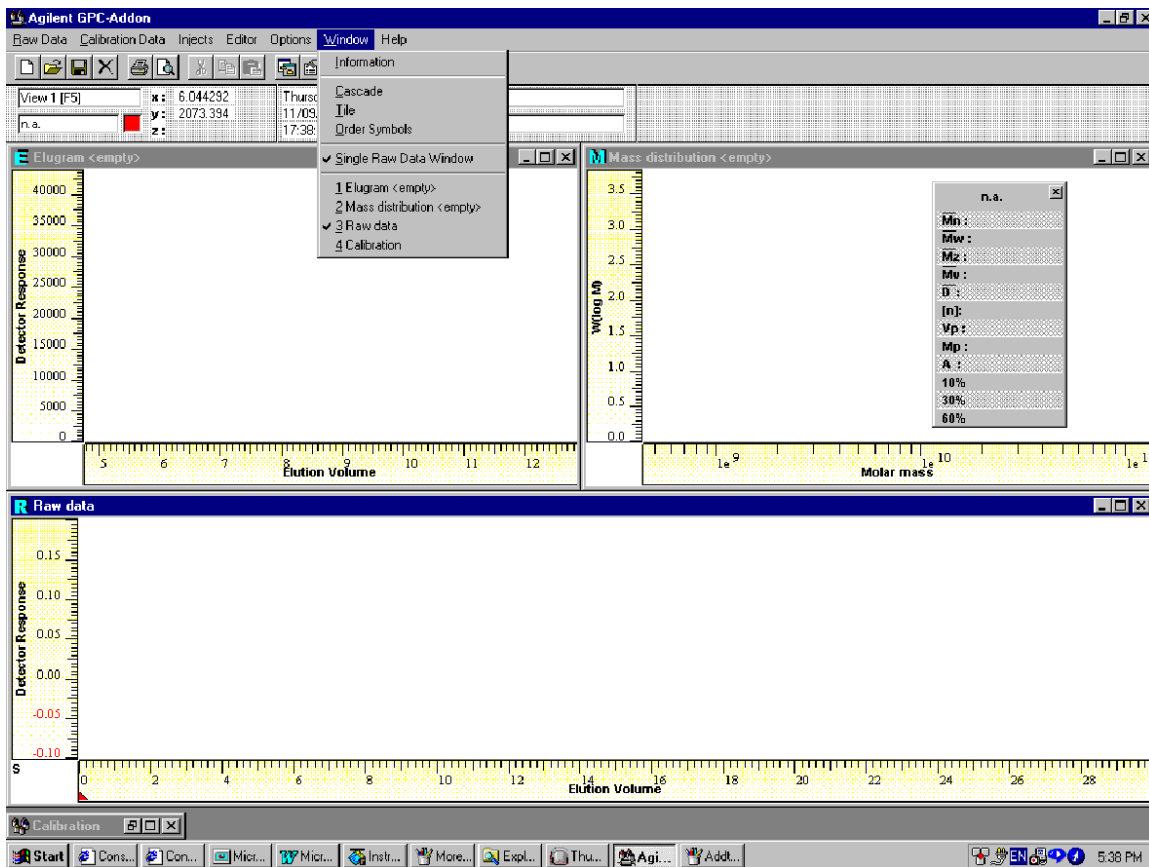 Agilent GPC-Addon
Raw Data Calibration Data Injects Editor Options Window Help
Information
Cascade
Tile
Order Symbols
✓ Single Raw Data Window
1 Elugram <empty>
2 Mass distribution <empty>
✓ 3 Raw data
4 Calibration
View 1 [F5]
n.a.
x: 6.044292
y: 2073.394
z:
Thursd
11/09.
17:38:
E Elugram <empty>
40000
35000
30000
25000
20000
15000
10000
5000
0
Detector Response
5 6 7 8 9 10 11 12
Elution Volume
M Mass distribution <empty>
3.5
3.0
2.5
2.0
1.5
1.0
0.5
0.0
W(log M)
1e 9 1e 10 1e 1
Molar mass
n.a.
Mn :
Mw :
Mz :
Mv :
D :
[n]:
Vp :
Mp :
A :
10%
30%
60%
R Raw data
0.15
0.10
0.05
0.00
-0.05
-0.10
Detector Response
S
0 2 4 6 8 10 12 14 16 18 20 22 24 26 28
Elution Volume
Calibration
Start Cons... Con... Micr... Micr... Instr... More... Expl... Thu... Agi... Addt... EN 5:38 PM